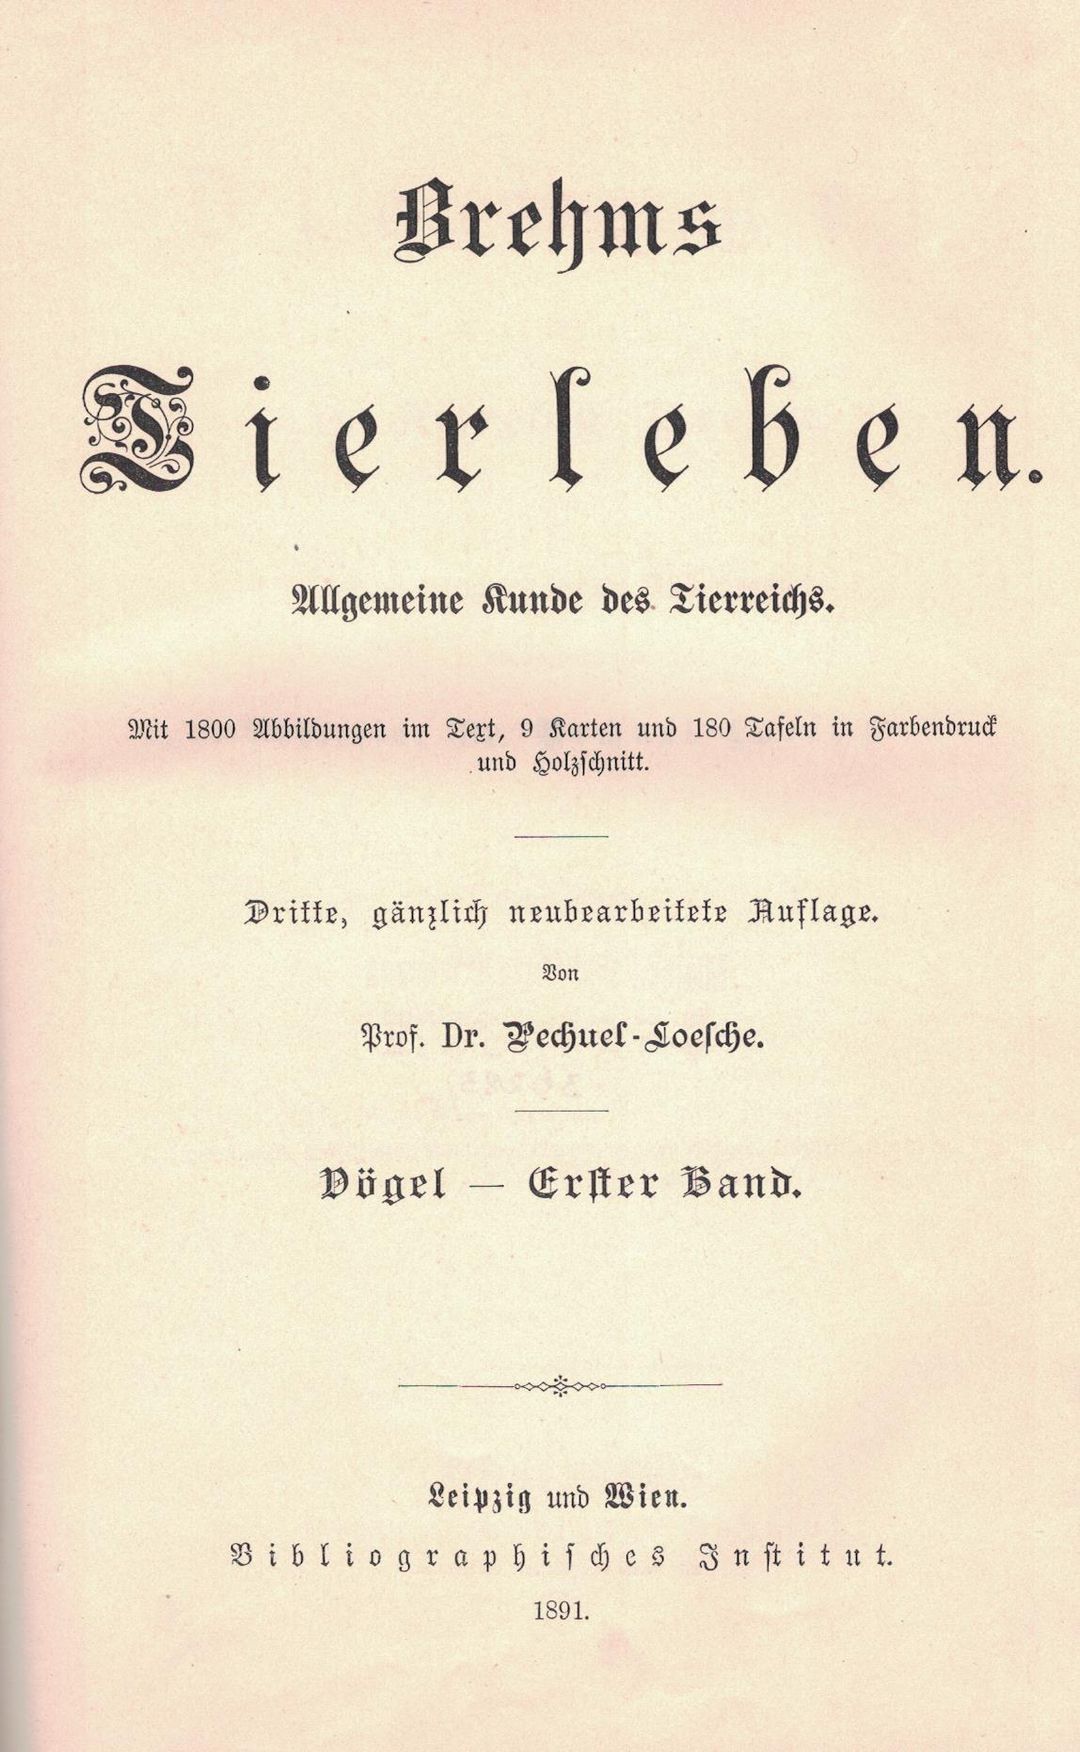 Brehms
Tierleben.
Allgemeine Kunde des Tierreichs.
Mit 1800 Abbildungen im Text, 9 Karten und 180 Tafeln in Farbendruck
und Holzschnitt.
Dritte, gänzlich neubearbeitete Auflage.
Von
Prof. Dr. Pechuel-Loesche.
Vögel — Erster Band.
Leipzig und Wien.
Bibliographisches Institut.
1891.